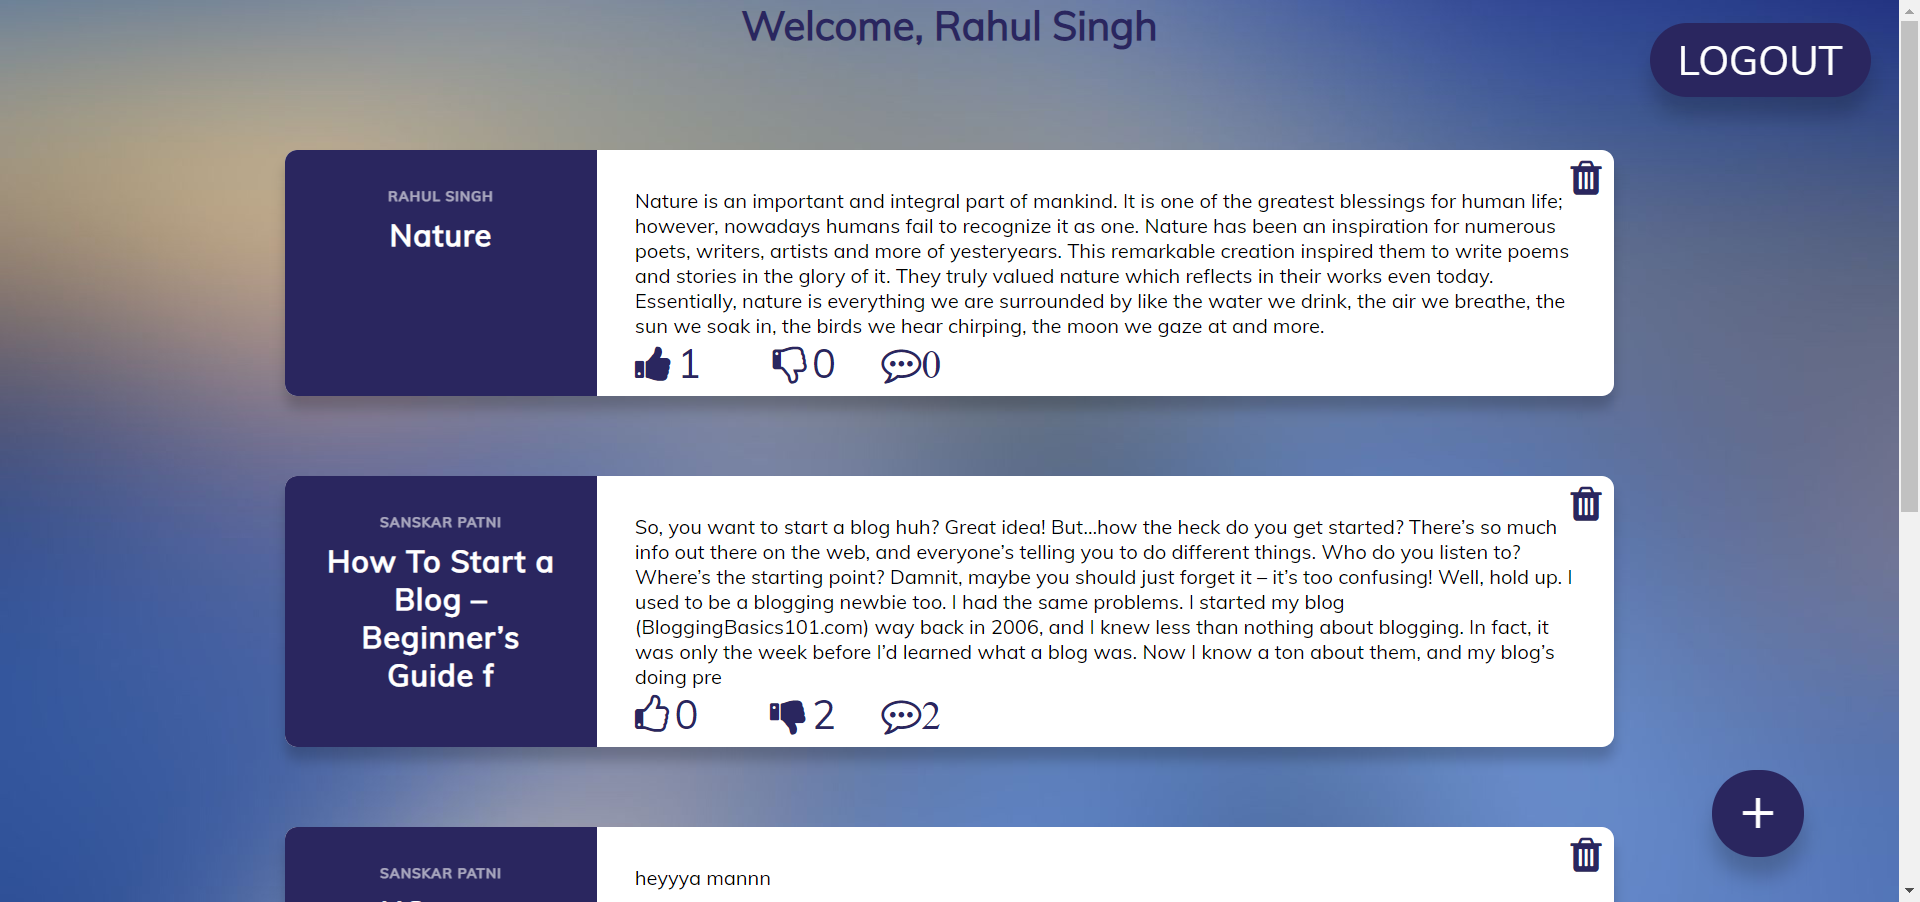 Welcome, Rahul Singh
LOGOUT
RAHUL SINGH
Nature
Nature is an important and integral part of mankind. It is one of the greatest blessings for human life;
however, nowadays humans fail to recognize it as one. Nature has been an inspiration for numerous
poets, writers, artists and more of yesteryears. This remarkable creation inspired them to write poems
and stories in the glory of it. They truly valued nature which reflects in their works even today.
Essentially, nature is everything we are surrounded by like the water we drink, the air we breathe, the
sun we soak in, the birds we hear chirping, the moon we gaze at and more.
1 0 0
SANSKAR PATNI
How To Start a
Blog –
Beginner’s
Guide f
So, you want to start a blog huh? Great idea! But...how the heck do you get started? There’s so much
info out there on the web, and everyone’s telling you to do different things. Who do you listen to?
Where’s the starting point? Damnit, maybe you should just forget it – it’s too confusing! Well, hold up. I
used to be a blogging newbie too. I had the same problems. I started my blog
(BloggingBasics101.com) way back in 2006, and I knew less than nothing about blogging. In fact, it
was only the week before I’d learned what a blog was. Now I know a ton about them, and my blog’s
doing pre
0 2 2
+
SANSKAR PATNI
heyyya mannn